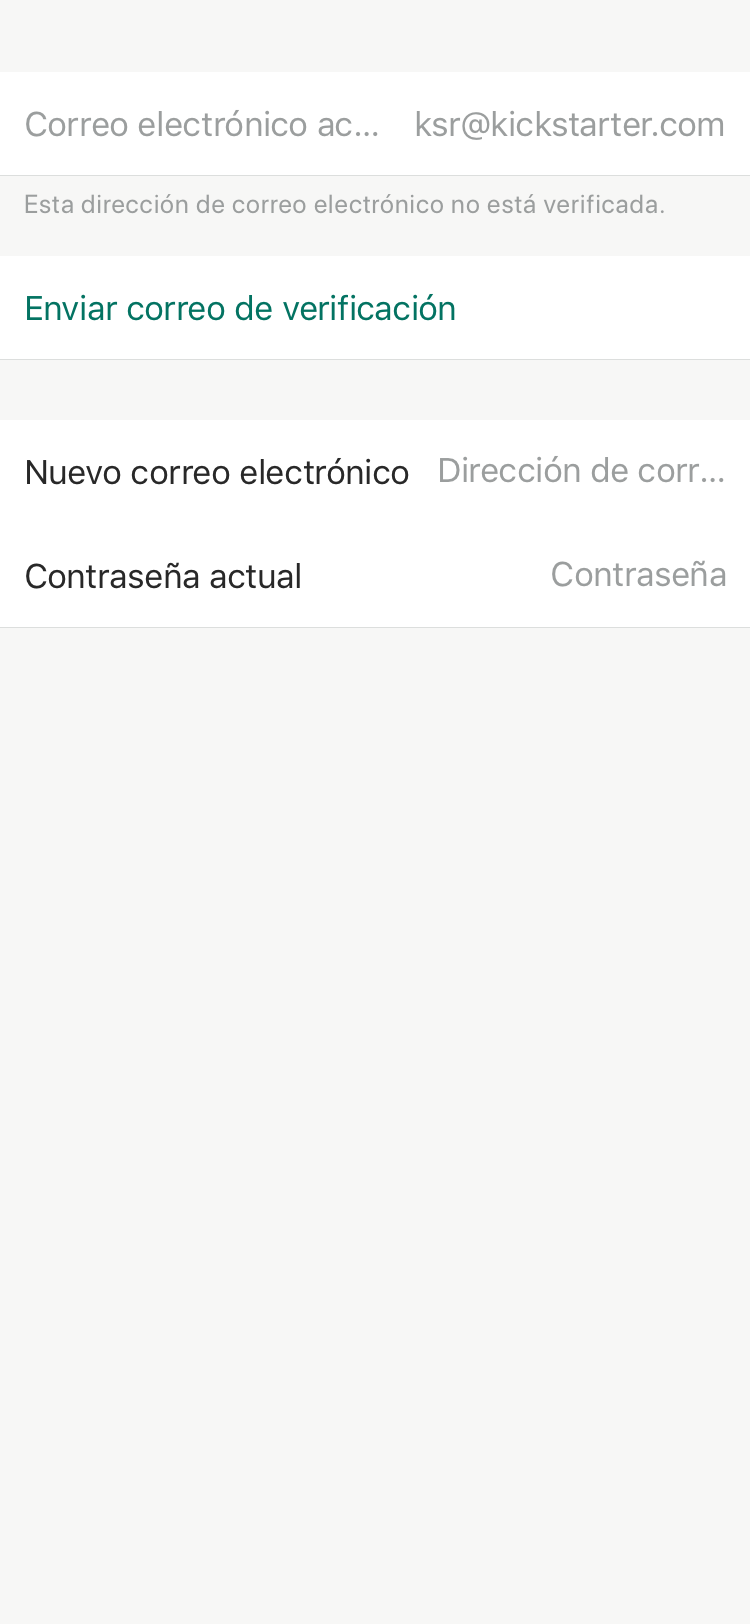 Correo electrónico ac... ksr@kickstarter.com
Esta dirección de correo electrónico no está verificada.
Enviar correo de verificación
Nuevo correo electrónico Dirección de corr...
Contraseña actual Contraseña